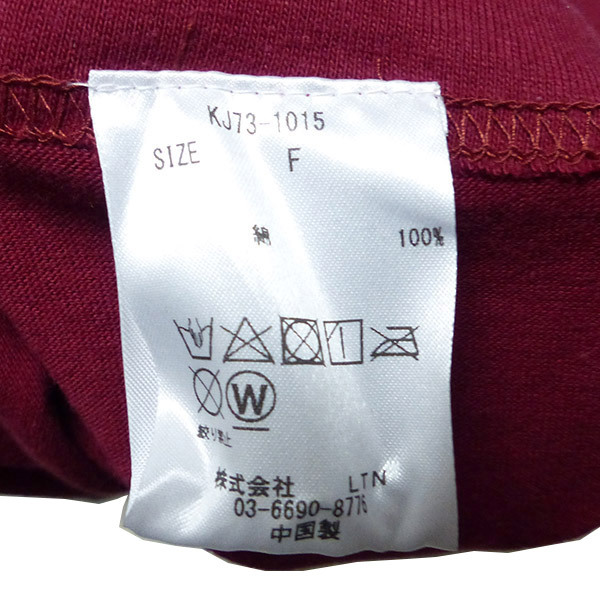 KJ73-1015
SIZE F
綿 100%
W
絞り禁止
株式会社 LTN
03-6690-8776
中国製